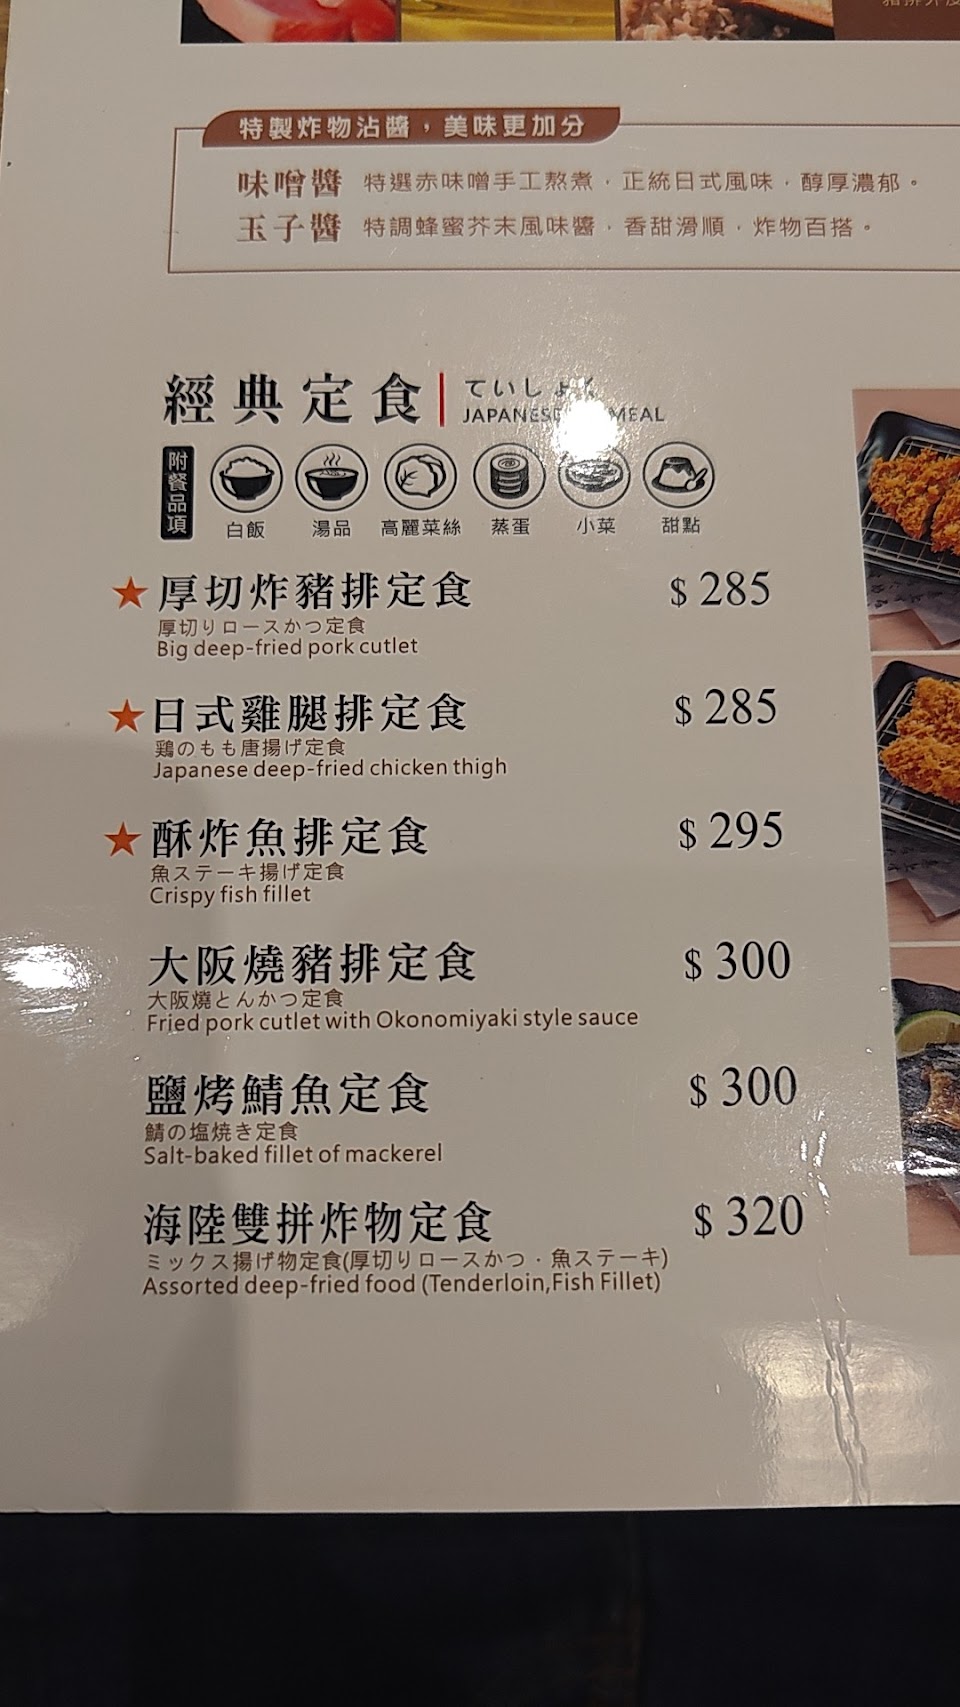 特製炸物沾醬，美味更加分
味噌醬 特選赤味噌手工熬煮，正統日式風味，醇厚濃郁。
玉子醬 特調蜂蜜芥末風味醬，香甜滑順，炸物百搭。
經典定食 ていしょく
JAPANESE MEAL
附餐品項
白飯 湯品 高麗菜絲 蒸蛋 小菜 甜點
★厚切炸豬排定食 $285
厚切りロースかつ定食
Big deep-fried pork cutlet
★日式雞腿排定食 $285
鶏のもも唐揚げ定食
Japanese deep-fried chicken thigh
★酥炸魚排定食 $295
魚ステーキ揚げ定食
Crispy fish fillet
大阪燒豬排定食 $300
大阪燒とんかつ定食
Fried pork cutlet with Okonomiyaki style sauce
鹽烤鯖魚定食 $300
鯖の塩焼き定食
Salt-baked fillet of mackerel
海陸雙拼炸物定食 $320
ミックス揚げ物定食(厚切りロースかつ・魚ステーキ)
Assorted deep-fried food (Tenderloin,Fish Fillet)